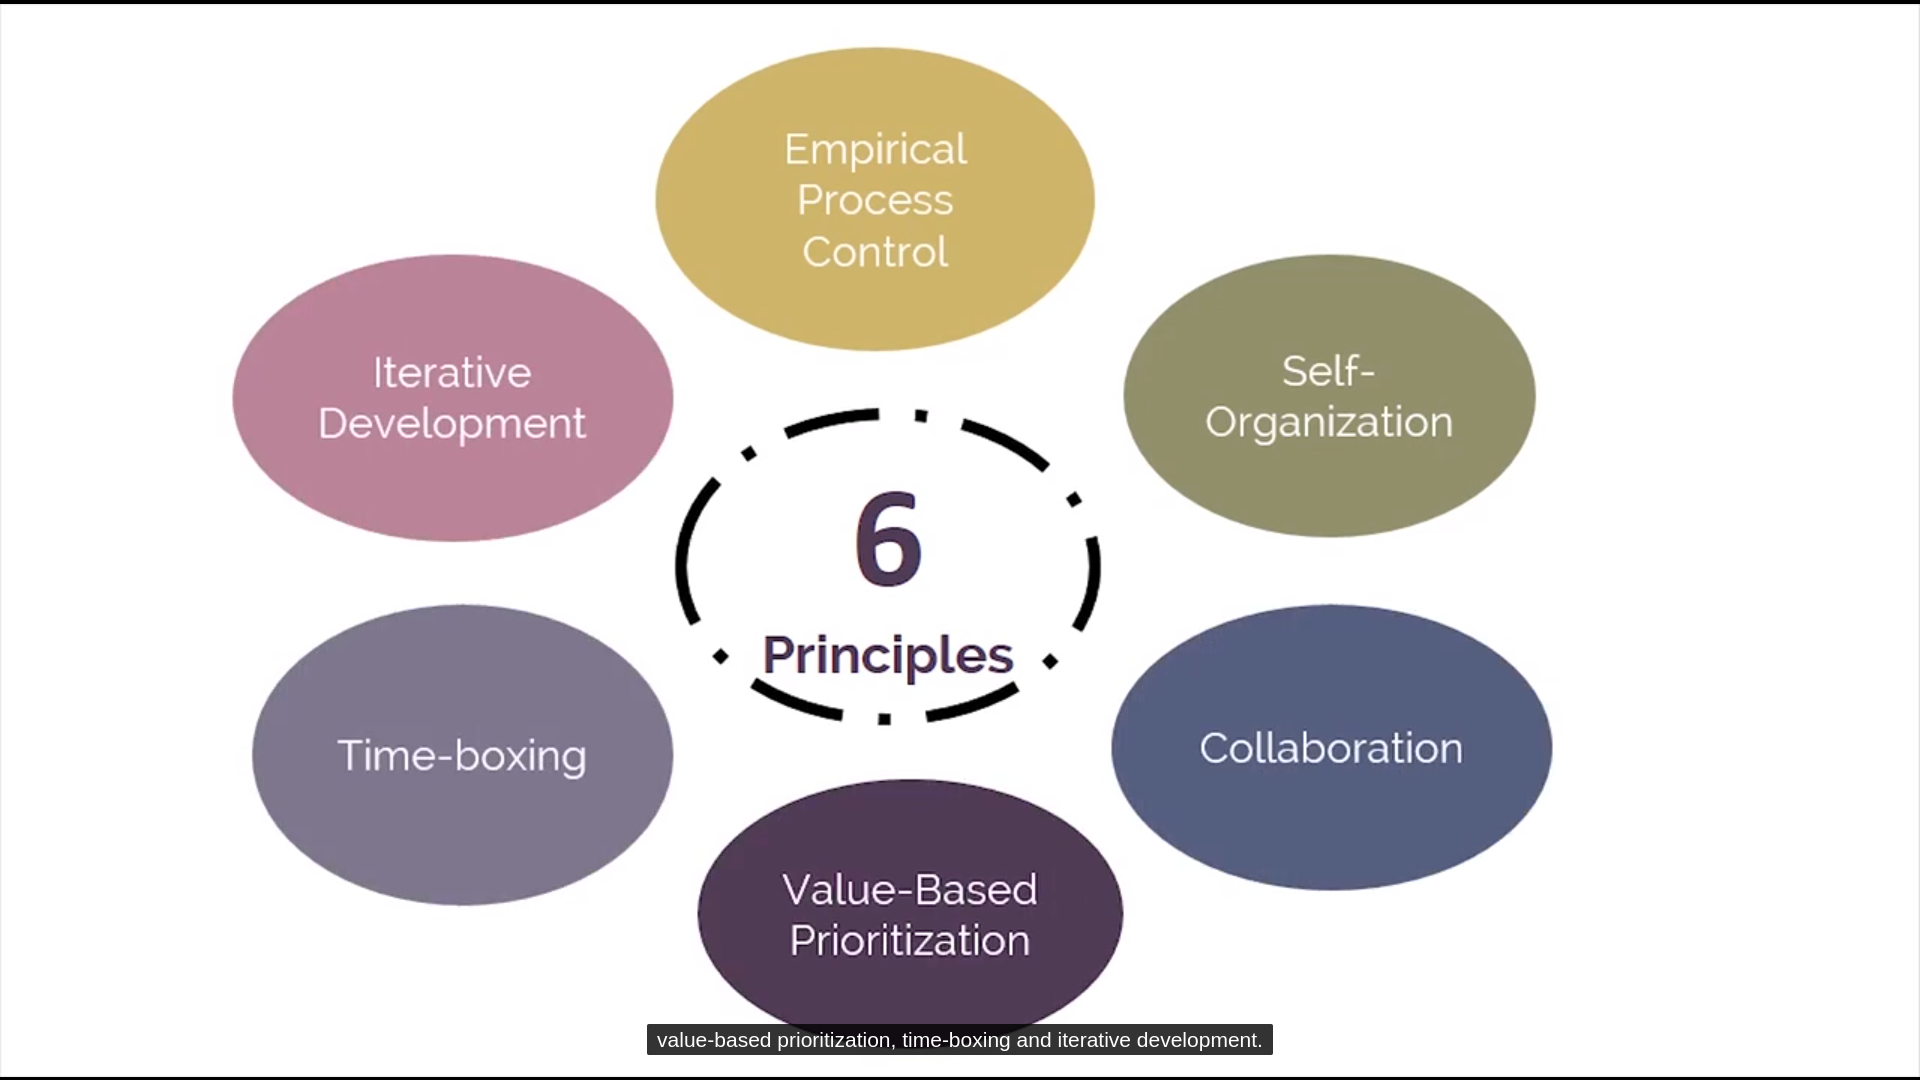 Empirical
Process
Control
Self-
Organization
Collaboration
Value-Based
Prioritization
Time-boxing
Iterative
Development
6
Principles
value-based prioritization, time-boxing and iterative development.